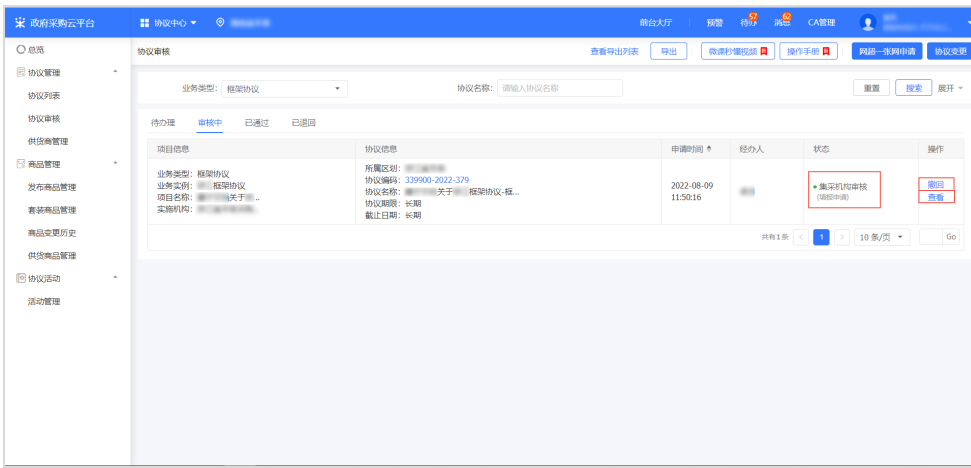 政府采购云平台
协议中心
前台大厅
预警
待办
57
消息
62
CA管理
总览
协议管理
协议列表
协议审核
供货商管理
商品管理
发布商品管理
套装商品管理
商品变更历史
供货商品管理
协议活动
活动管理
协议审核
查看导出列表
导出
微课秒懂视频
操作手册
网超一张网申请
协议变更
业务类型:
框架协议
协议名称:
请输入协议名称
重置
搜索
展开
待办理
审核中
已通过
已退回
项目信息
协议信息
申请时间
经办人
状态
操作
业务类型: 框架协议
业务实例: 框架协议
项目名称: 关于 ..
实施机构:
所属区划:
协议编码: 339900-2022-379
协议名称: 关于 框架协议-框...
协议期限: 长期
截止日期: 长期
2022-08-09
11:50:16
集采机构审核
(填报申请)
撤回
查看
共有1条
1
10 条/页
Go